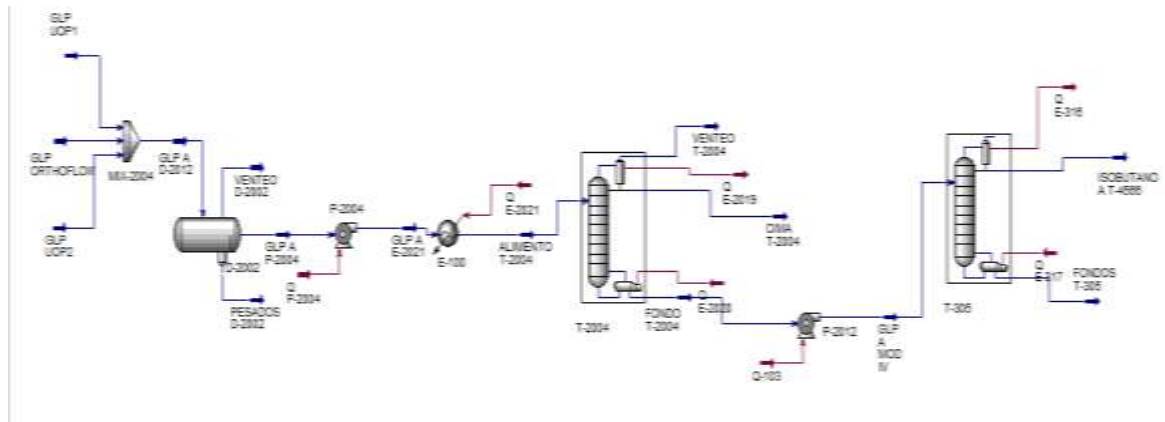 GLP
UOP1
GLP
ORTHOFLOW
GLP
UOP2
MIX-2004
GLP A
D-2012
VENTEO
D-2002
D-2002
PESADOS
D-2002
GLP A
P-2004
P-2004
Q
P-2004
GLP A
E-2021
Q
E-2021
E-100
ALIMENTO
T-2004
VENTEO
T-2004
Q
E-2019
CIMA
T-2004
Q
E-2020
FONDO
T-2004
T-2004
P-2012
Q-103
GLP
A
MOD
IV
Q
E-316
ISOBUTANO
A T-4566
Q
E-317
FONDOS
T-305
T-305